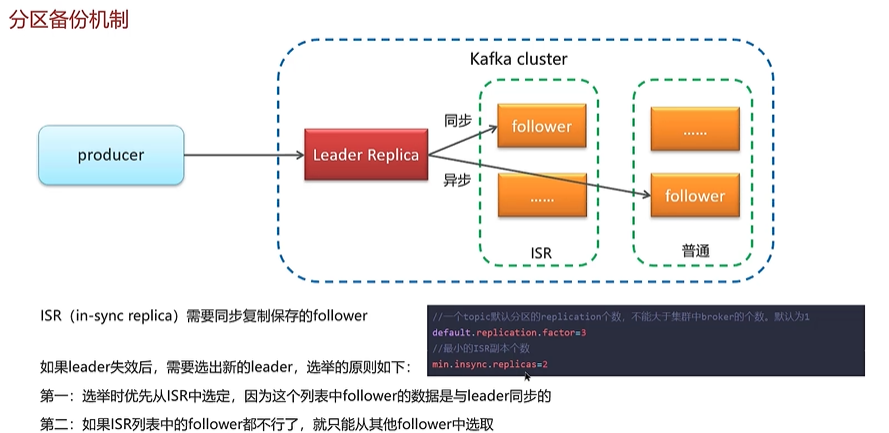 分区备份机制
Kafka cluster
producer
Leader Replica
同步
异步
follower
……
ISR
……
follower
普通
ISR（in-sync replica）需要同步复制保存的follower
如果leader失效后，需要选出新的leader，选举的原则如下：
第一：选举时优先从ISR中选定，因为这个列表中follower的数据是与leader同步的
第二：如果ISR列表中的follower都不行了，就只能从其他follower中选取
//一个topic默认分区的replication个数，不能大于集群中broker的个数。默认为1
default.replication.factor=3
//最小的ISR副本个数
min.insync.replicas=2